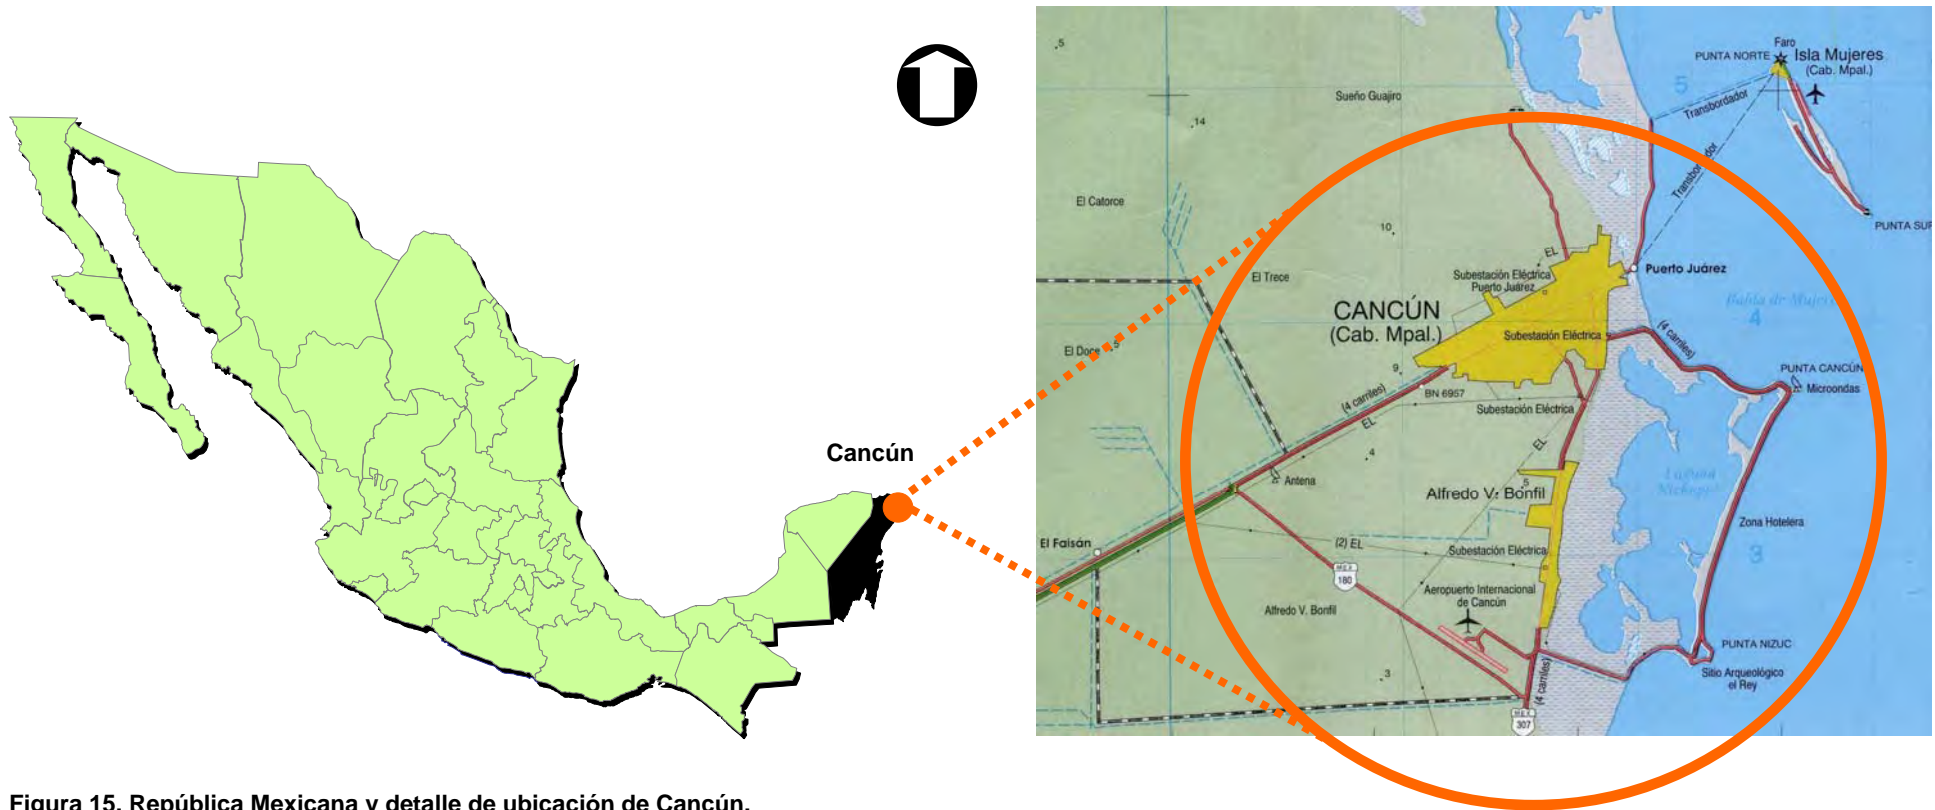 Cancún
Figura 15. República Mexicana y detalle de ubicación de Cancún.
.5
Faro
PUNTA NORTE
Isla Mujeres
(Cab. Mpal.)
5
Transbordador
Sueño Guajiro
.14
Transbordador
El Catorce
PUNTA SUR
10.
EL
El Trece
Subestación Eléctrica
Puerto Juárez
Puerto Juárez
CANCÚN
(Cab. Mpal.)
4
Subestación Eléctrica
(4 carriles)
El Doce
.5
9
PUNTA CANCÚN
Microondas
(4 carriles)
BN 6957
Subestación Eléctrica
EL
EL
.4
Antena
Laguna
Alfredo V. Bonfil
.5
Zona Hotelera
El Faisán
(2) EL
Subestación Eléctrica
3
MEX
180
Aeropuerto Internacional
de Cancún
Alfredo V. Bonfil
PUNTA NIZUC
Sitio Arqueológico
el Rey
.3
(4 carriles)
MEX
307